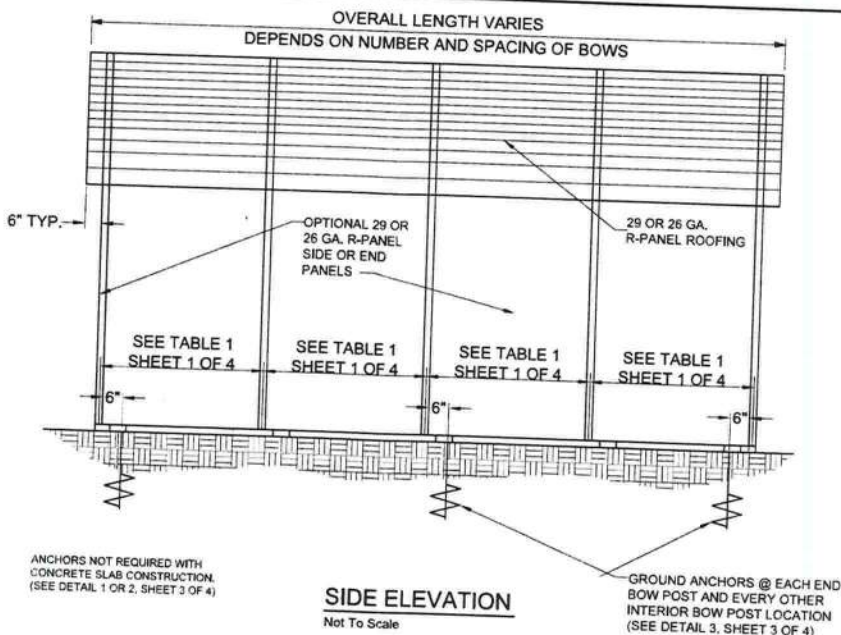 OVERALL LENGTH VARIES
DEPENDS ON NUMBER AND SPACING OF BOWS
6" TYP.
OPTIONAL 29 OR
26 GA. R-PANEL
SIDE OR END
PANELS
29 OR 26 GA.
R-PANEL ROOFING
SEE TABLE 1
SHEET 1 OF 4
SEE TABLE 1
SHEET 1 OF 4
SEE TABLE 1
SHEET 1 OF 4
SEE TABLE 1
SHEET 1 OF 4
6"
6"
6"
ANCHORS NOT REQUIRED WITH
CONCRETE SLAB CONSTRUCTION.
(SEE DETAIL 1 OR 2, SHEET 3 OF 4)
SIDE ELEVATION
Not To Scale
GROUND ANCHORS @ EACH END
BOW POST AND EVERY OTHER
INTERIOR BOW POST LOCATION
(SEE DETAIL 3, SHEET 3 OF 4)